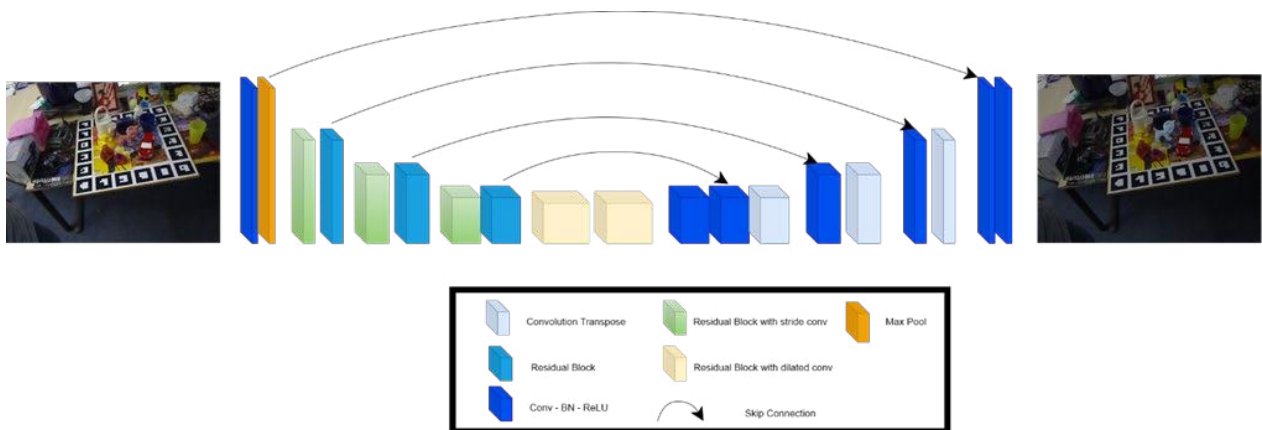 Convolution Transpose
Residual Block with stride conv
Max Pool
Residual Block
Residual Block with dilated conv
Conv - BN - ReLU
Skip Connection